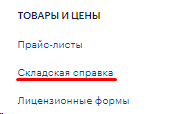 ТОВАРЫ И ЦЕНЫ
Прайс-листы
Складская справка
Лицензионные формы